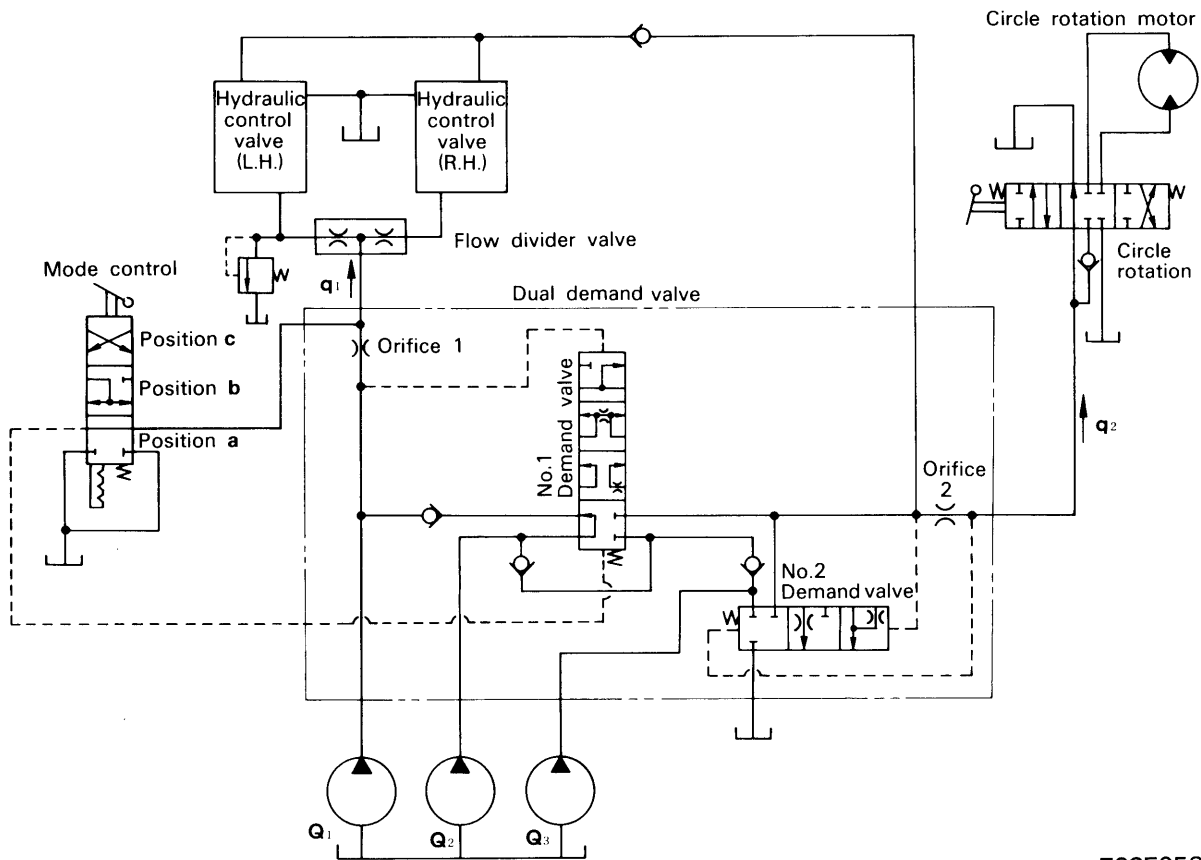 Circle rotation motor
Hydraulic
control
valve
(L.H.)
Hydraulic
control
valve
(R.H.)
Flow divider valve
Circle
rotation
Mode control
q1
Dual demand valve
Position c
Orifice 1
Position b
No.1
Demand valve
Position a
q2
Orifice
2
No.2
Demand valve
Q1
Q2
Q3